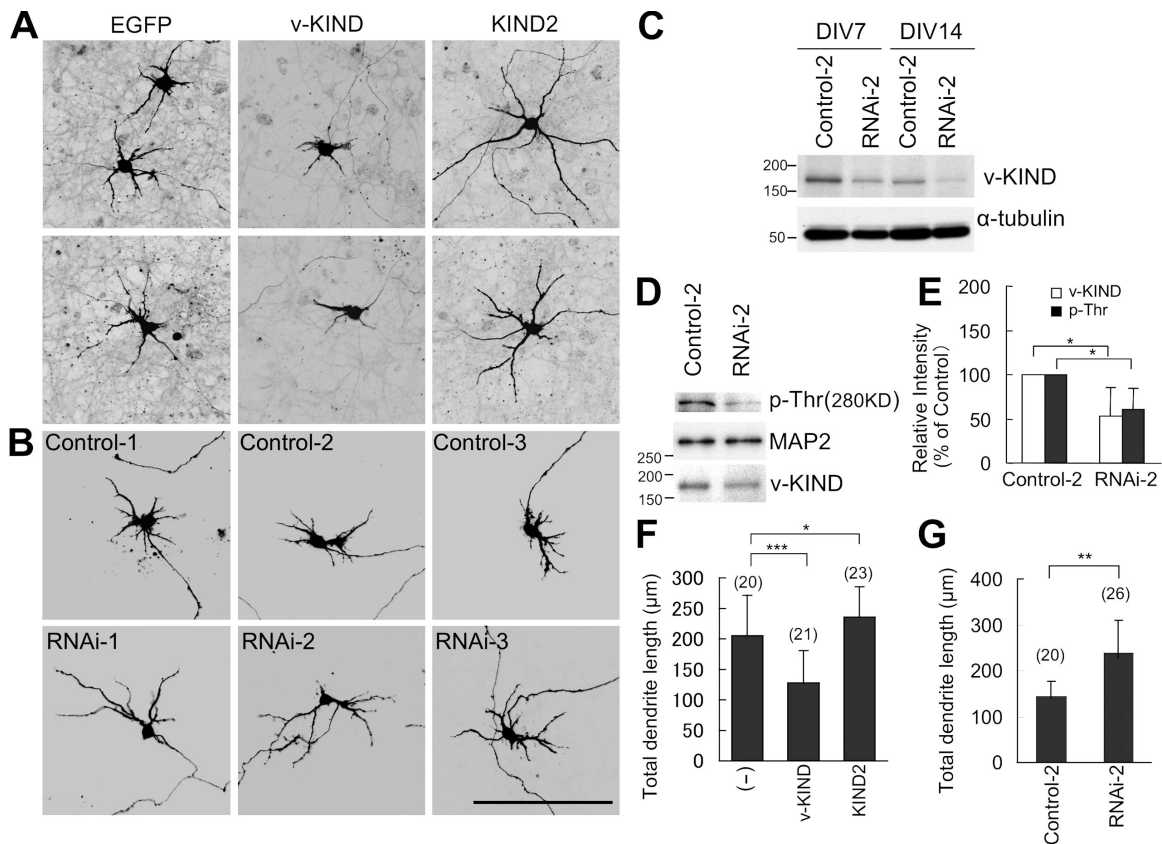 A
EGFP
v-KIND
KIND2
B
Control-1
Control-2
Control-3
RNAi-1
RNAi-2
RNAi-3
C
DIV7
DIV14
Control-2
RNAi-2
Control-2
RNAi-2
200
150
v-KIND
50
α-tubulin
D
Control-2
RNAi-2
p-Thr(280KD)
MAP2
250
200
150
v-KIND
E
Relative Intensity
(% of Control)
200
150
100
50
0
v-KIND
p-Thr
*
*
Control-2
RNAi-2
F
Total dendrite length (µm)
300
250
200
150
100
50
0
*
***
(20)
(21)
(23)
(−)
v-KIND
KIND2
G
Total dendrite length (µm)
400
300
200
100
0
**
(20)
(26)
Control-2
RNAi-2